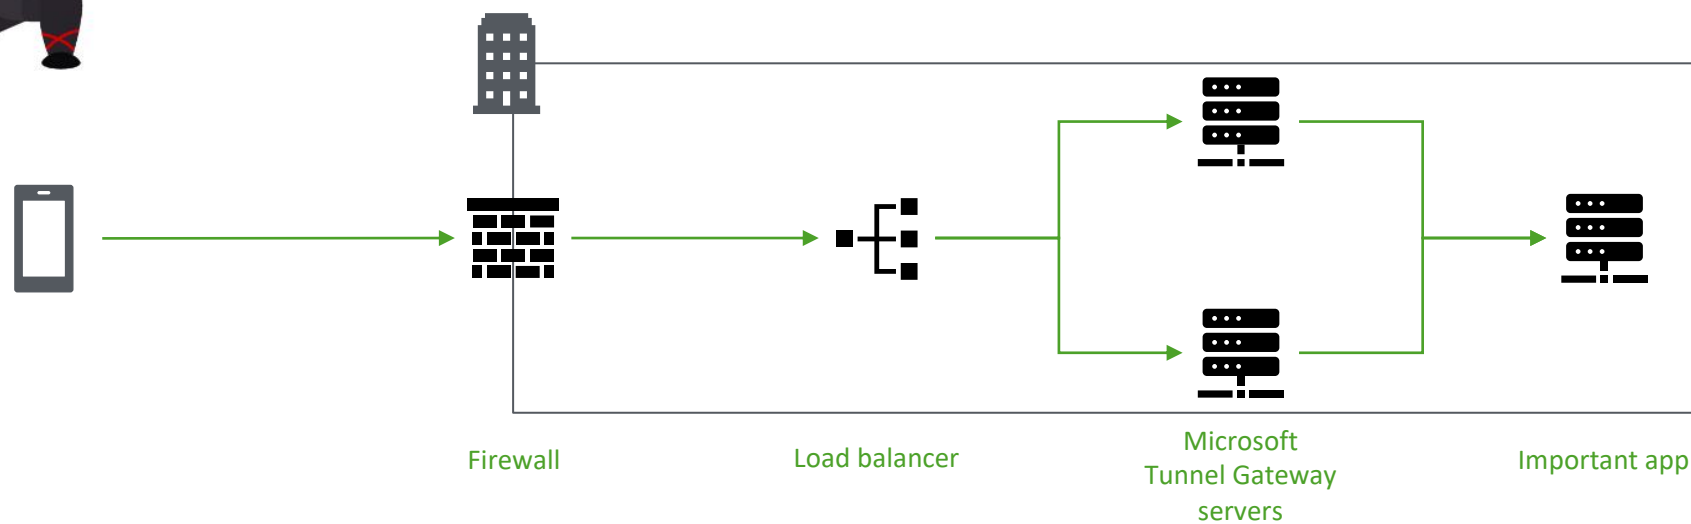 Firewall
Load balancer
Microsoft
Tunnel Gateway
servers
Important app